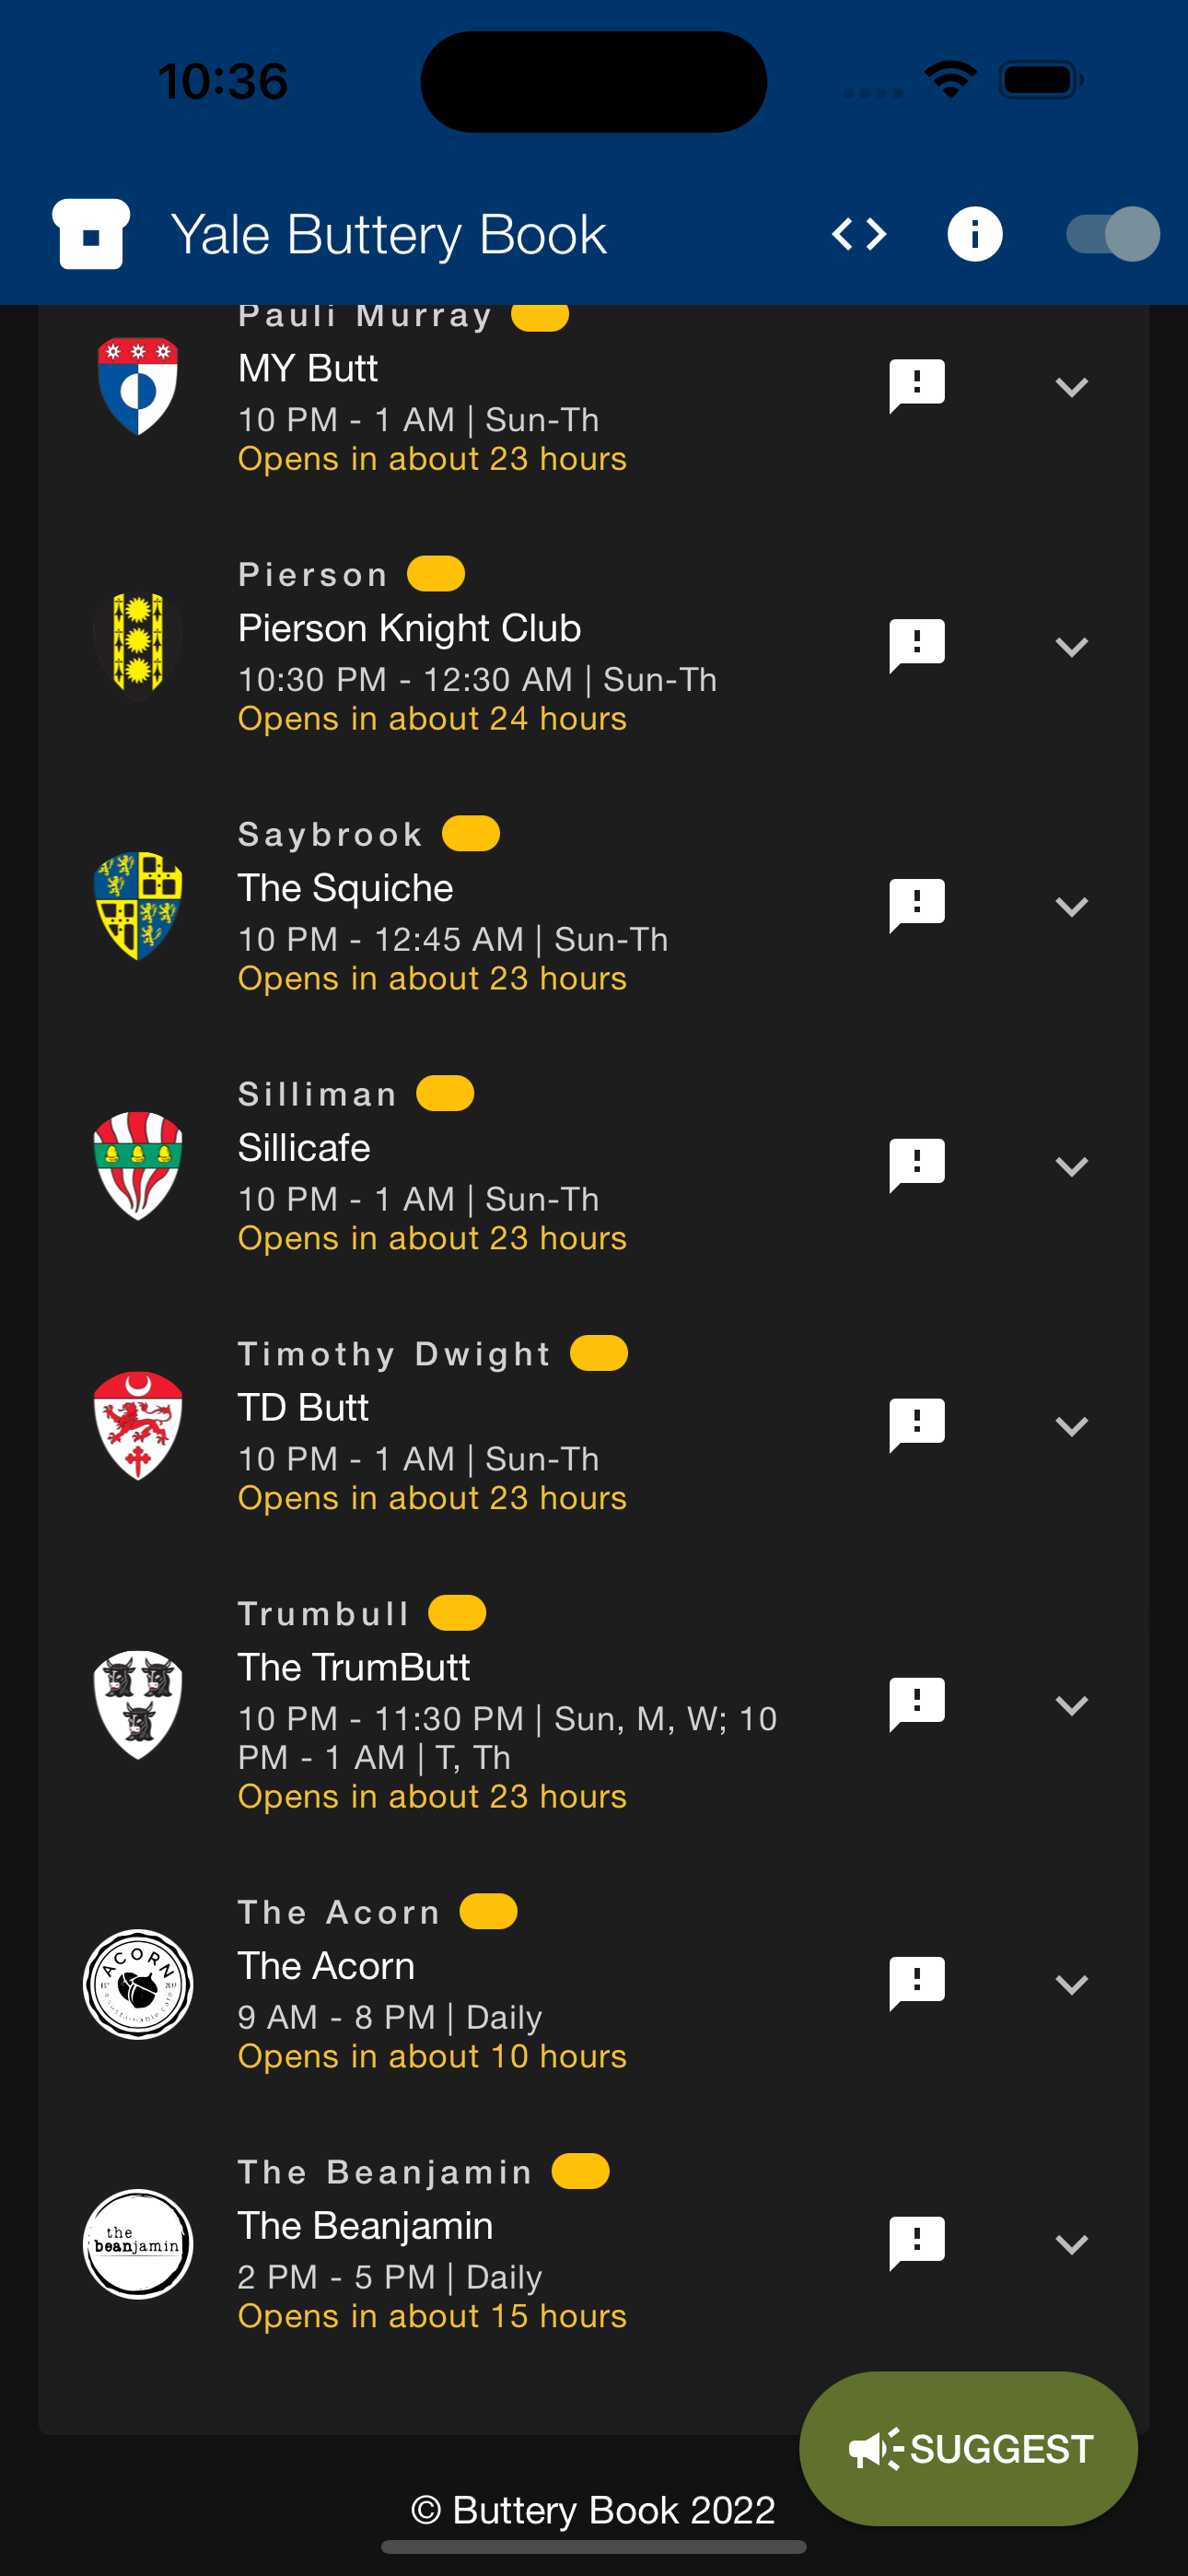 10:36
Yale Buttery Book
Pauli Murray
MY Butt
10 PM - 1 AM | Sun-Th
Opens in about 23 hours
Pierson
Pierson Knight Club
10:30 PM - 12:30 AM | Sun-Th
Opens in about 24 hours
Saybrook
The Squiche
10 PM - 12:45 AM | Sun-Th
Opens in about 23 hours
Silliman
Sillicafe
10 PM - 1 AM | Sun-Th
Opens in about 23 hours
Timothy Dwight
TD Butt
10 PM - 1 AM | Sun-Th
Opens in about 23 hours
Trumbull
The TrumButt
10 PM - 11:30 PM | Sun, M, W; 10
PM - 1 AM | T, Th
Opens in about 23 hours
ACORN
a sustainable cafe
The Acorn
The Acorn
9 AM - 8 PM | Daily
Opens in about 10 hours
the
beanjamin
The Beanjamin
The Beanjamin
2 PM - 5 PM | Daily
Opens in about 15 hours
SUGGEST
© Buttery Book 2022